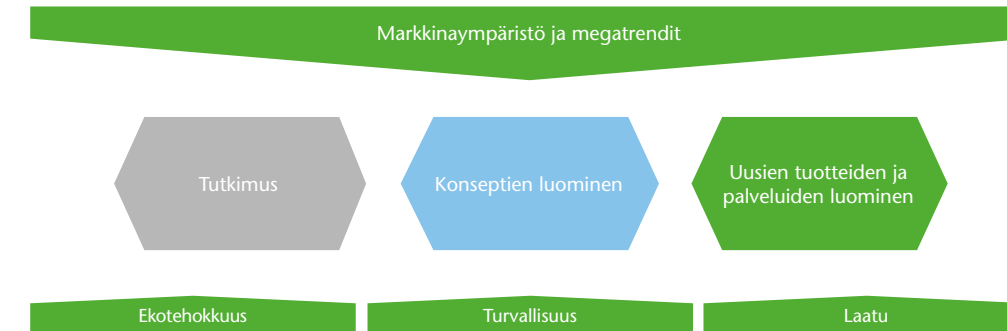 Markkinaympäristö ja megatrendit
Tutkimus
Konseptien luominen
Uusien tuotteiden ja
palveluiden luominen
Ekotehokkuus
Turvallisuus
Laatu